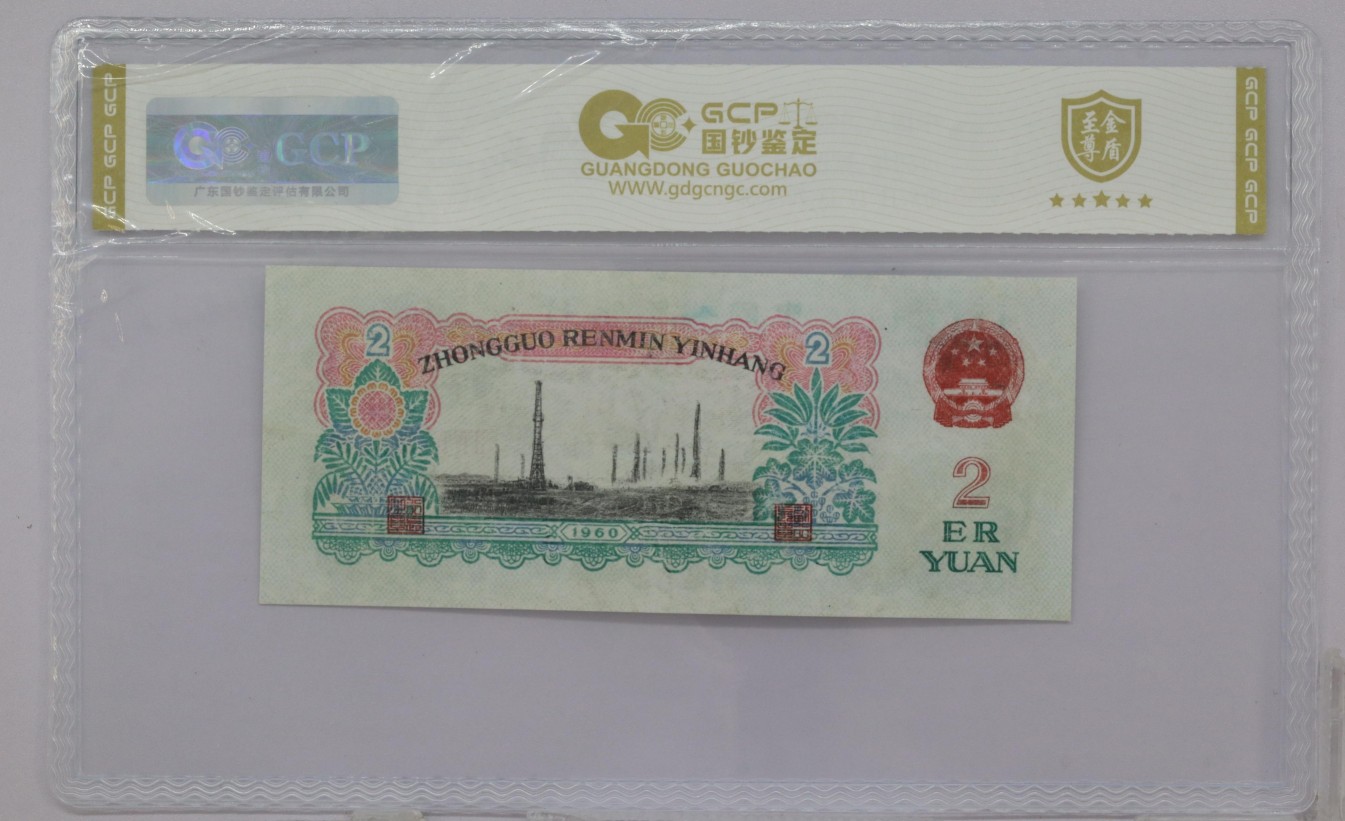 GCP GCP GCP
GCP
广东国钞鉴定评估有限公司
GC GCP
国钞鉴定
GUANGDONG GUOCHAO
WWW.gdgcngc.com
至尊
金盾
GCP GCP GCP
2
ZHONGGUO RENMIN YINHANG
2
1960
2
ER
YUAN